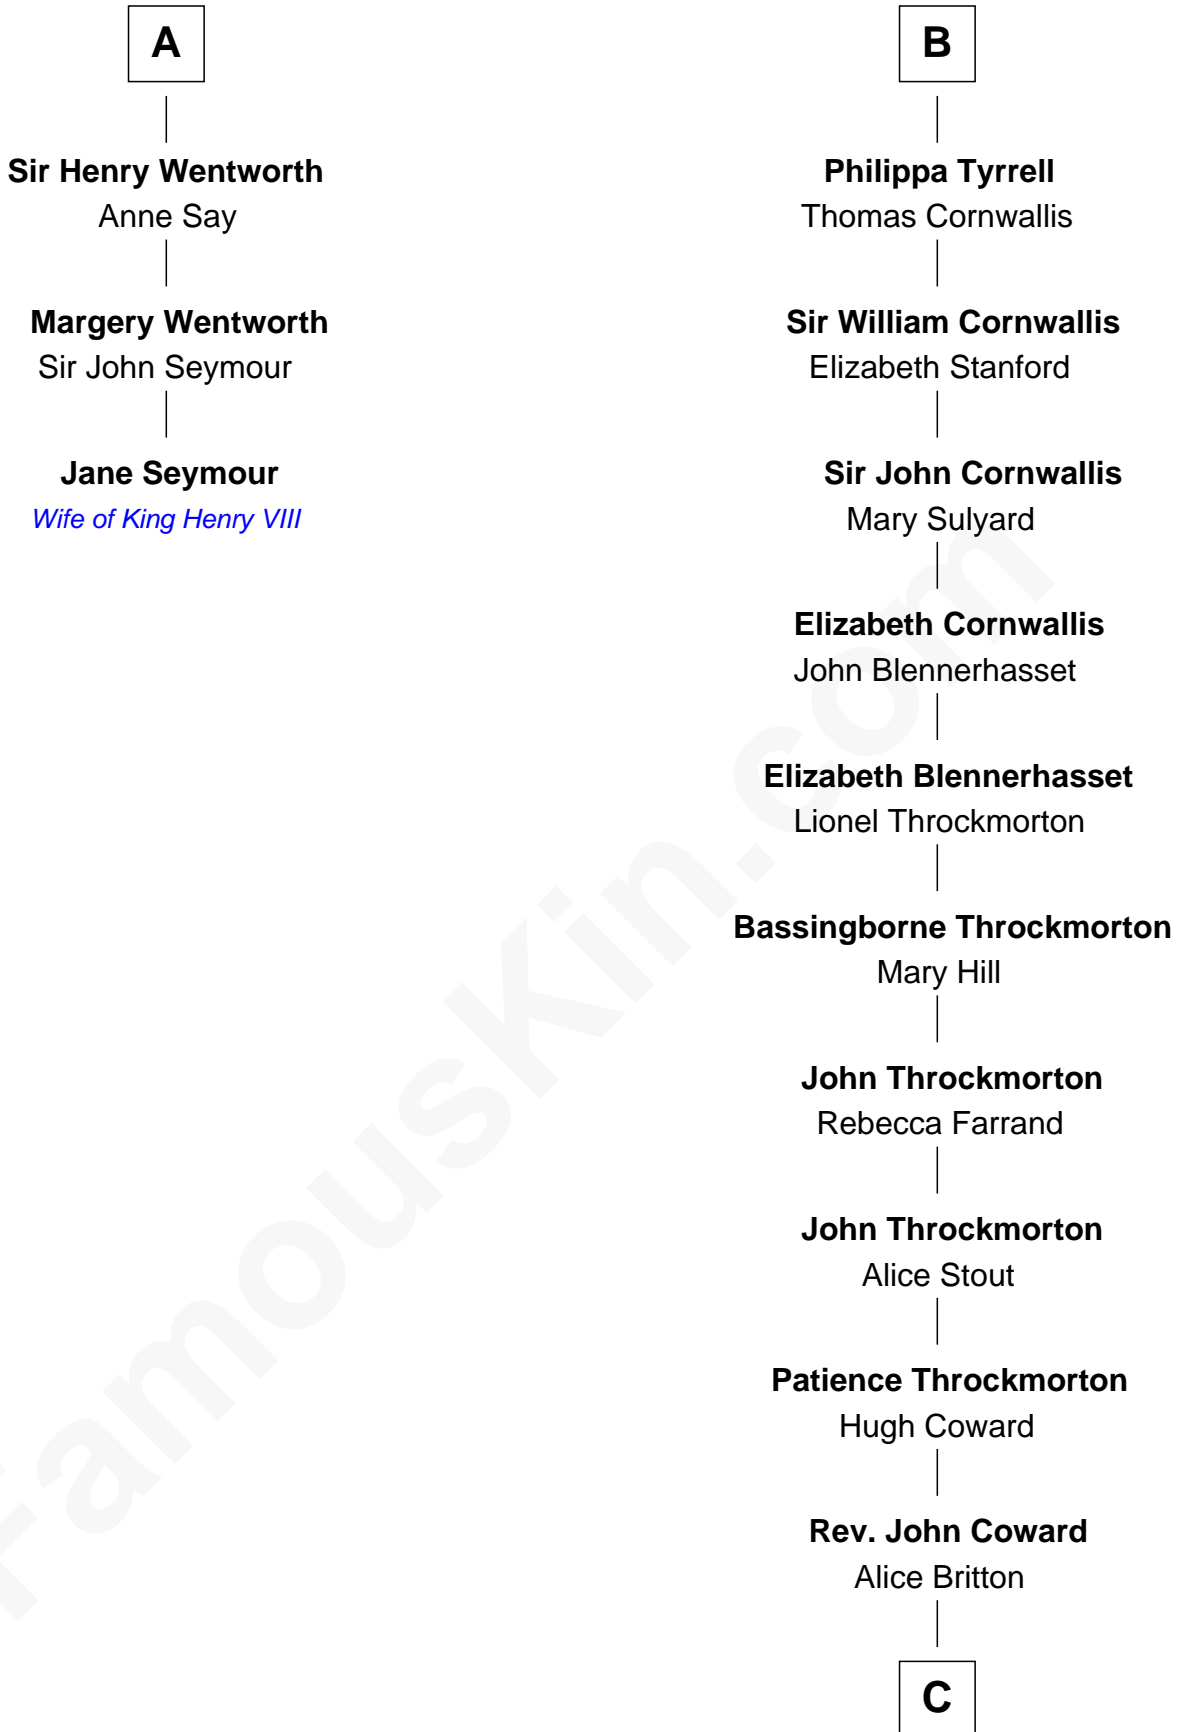 A
Sir Henry Wentworth
Anne Say
Margery Wentworth
Sir John Seymour
Jane Seymour
Wife of King Henry VIII
B
Philippa Tyrrell
Thomas Cornwallis
Sir William Cornwallis
Elizabeth Stanford
Sir John Cornwallis
Mary Sulyard
Elizabeth Cornwallis
John Blennerhasset
Elizabeth Blennerhasset
Lionel Throckmorton
Bassingborne Throckmorton
Mary Hill
John Throckmorton
Rebecca Farrand
John Throckmorton
Alice Stout
Patience Throckmorton
Hugh Coward
Rev. John Coward
Alice Britton
C
FamousKin.com